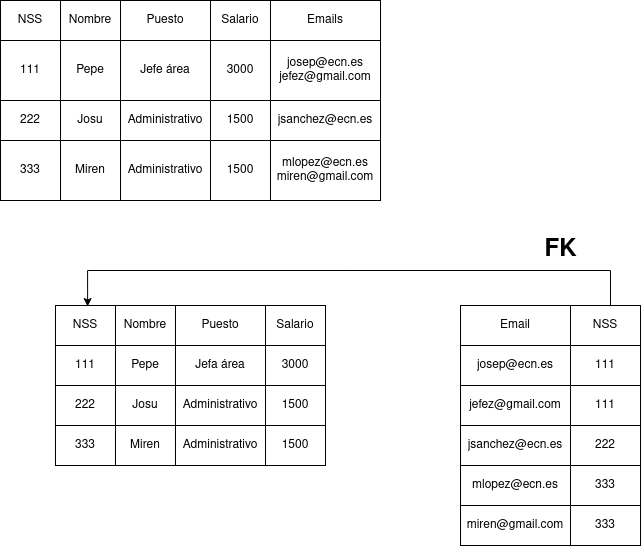 NSS Nombre Puesto Salario Emails
111 Pepe Jefe área 3000 josep@ecn.es
jefez@gmail.com
222 Josu Administrativo 1500 jsanchez@ecn.es
333 Miren Administrativo 1500 mlopez@ecn.es
miren@gmail.com
FK
NSS Nombre Puesto Salario
111 Pepe Jefa área 3000
222 Josu Administrativo 1500
333 Miren Administrativo 1500
Email NSS
josep@ecn.es 111
jefez@gmail.com 111
jsanchez@ecn.es 222
mlopez@ecn.es 333
miren@gmail.com 333